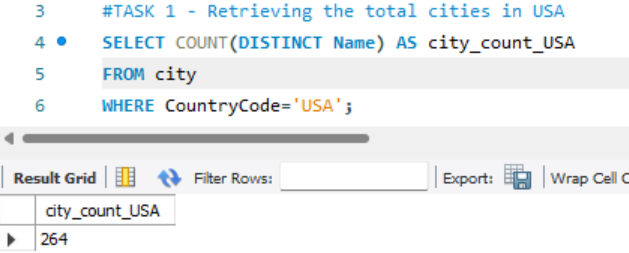 3 #TASK 1 - Retrieving the total cities in USA
4 SELECT COUNT(DISTINCT Name) AS city_count_USA
5 FROM city
6 WHERE CountryCode='USA';
Result Grid Filter Rows: Export: Wrap Cell C
city_count_USA
264